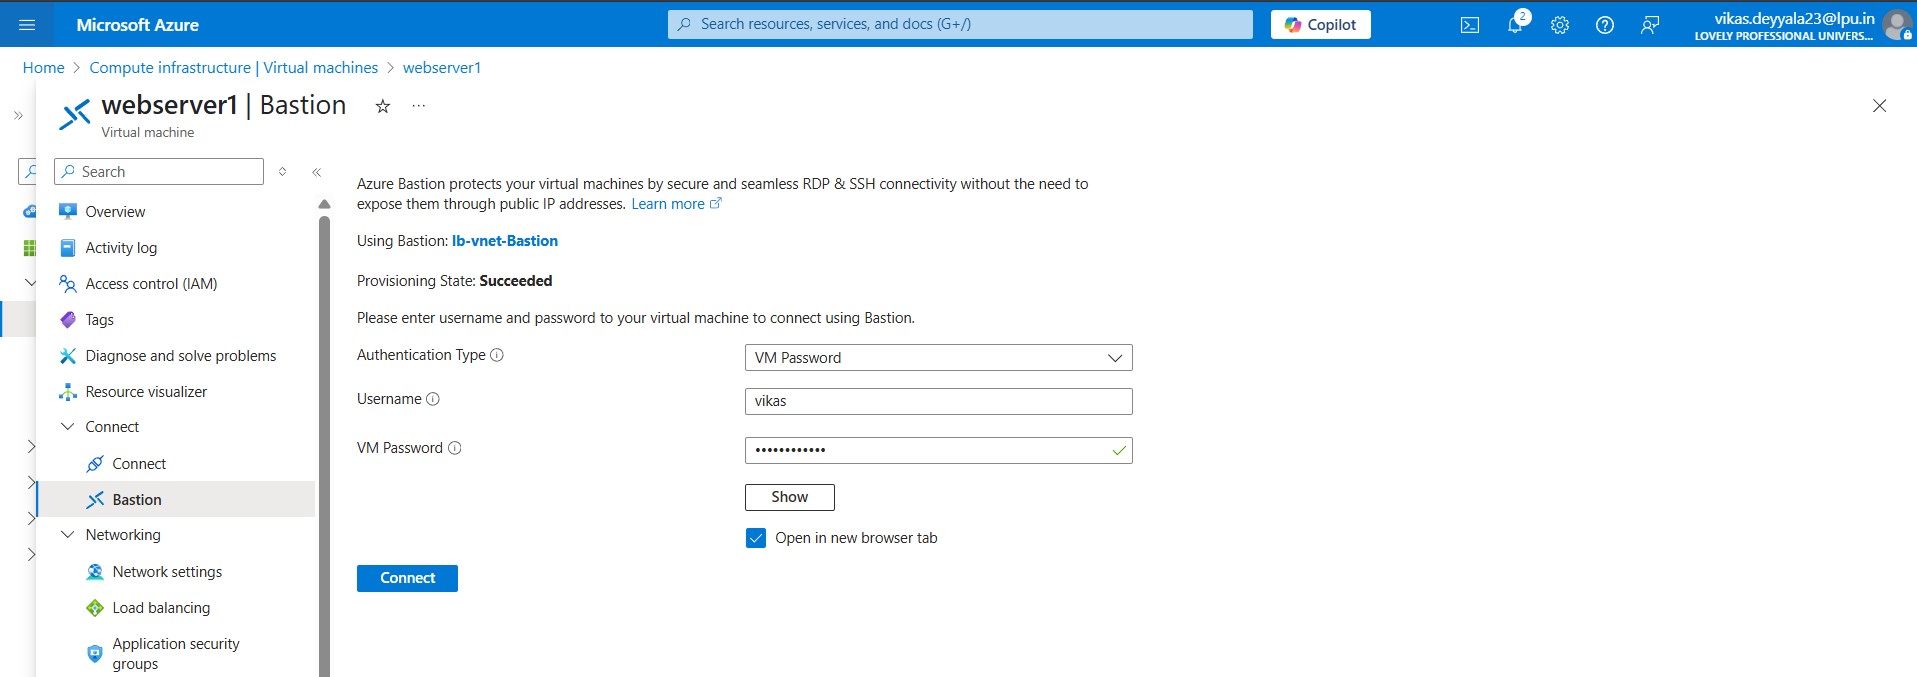 Microsoft Azure
Search resources, services, and docs (G+/)
Copilot
2
vikas.deyyala23@lpu.in
LOVELY PROFESSIONAL UNIVERS...
Home > Compute infrastructure | Virtual machines > webserver1
webserver1 | Bastion
Virtual machine
Search
Overview
Activity log
Access control (IAM)
Tags
Diagnose and solve problems
Resource visualizer
Connect
Connect
Bastion
Networking
Network settings
Load balancing
Application security
groups
Azure Bastion protects your virtual machines by secure and seamless RDP & SSH connectivity without the need to
expose them through public IP addresses. Learn more
Using Bastion: lb-vnet-Bastion
Provisioning State: Succeeded
Please enter username and password to your virtual machine to connect using Bastion.
Authentication Type
VM Password
Username
vikas
VM Password
••••••••••••
Show
Open in new browser tab
Connect